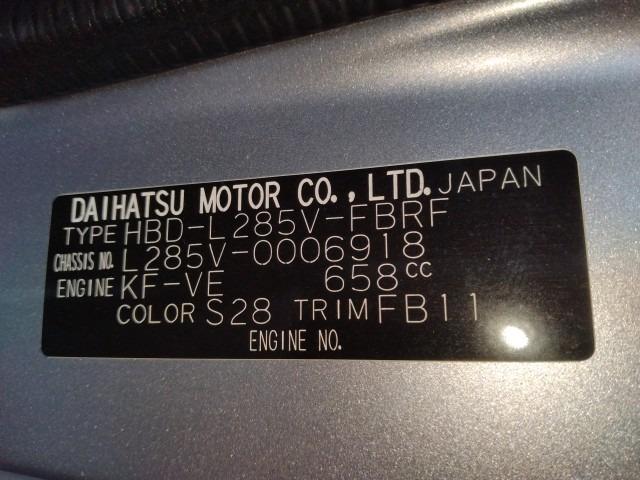 DAIHATSU MOTOR CO., LTD. JAPAN
TYPE HBD-L285V-FBRF
CHASSIS NO. L285V-0006918
ENGINE KF-VE 658CC
COLOR S28 TRIM FB11
ENGINE NO.